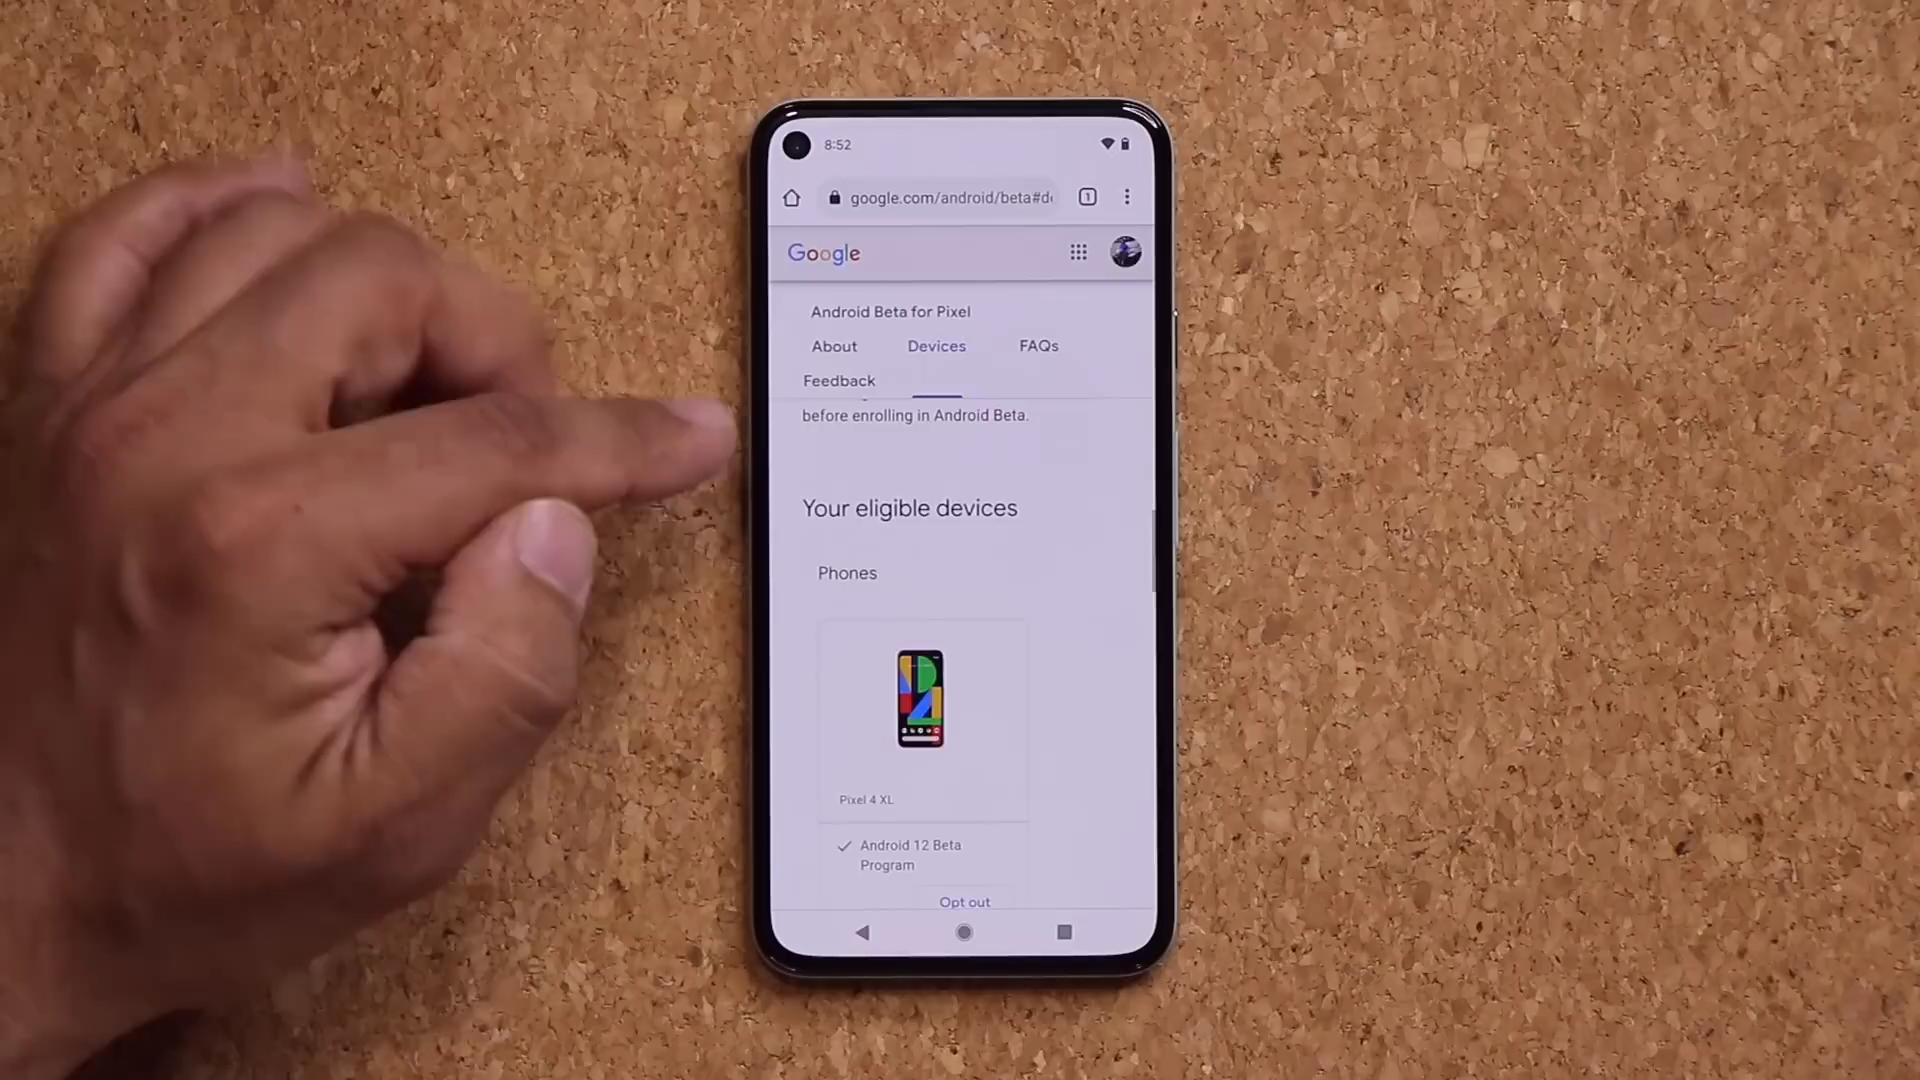 8:52
google.com/android/beta#d
1
Google
Android Beta for Pixel
About Devices FAQs
Feedback
before enrolling in Android Beta.
Your eligible devices
Phones
Pixel 4 XL
Android 12 Beta
Program
Opt out